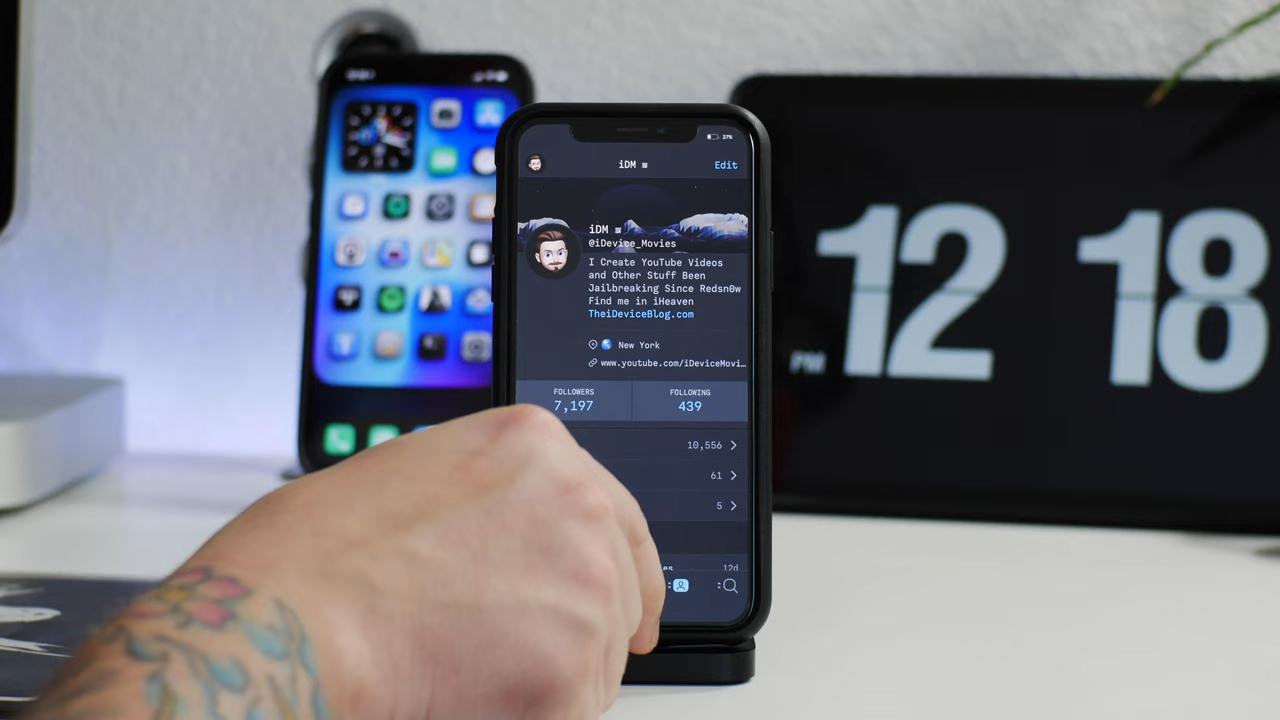 27%
iDM
Edit
iDM
@iDevice_Movies
I Create YouTube Videos
and Other Stuff Been
Jailbreaking Since Redsn0w
Find me in iHeaven
TheiDeviceBlog.com
New York
www.youtube.com/iDeviceMovi…
FOLLOWERS FOLLOWING
7,197 439
10,556
61
5
es 12d
PM 12 18